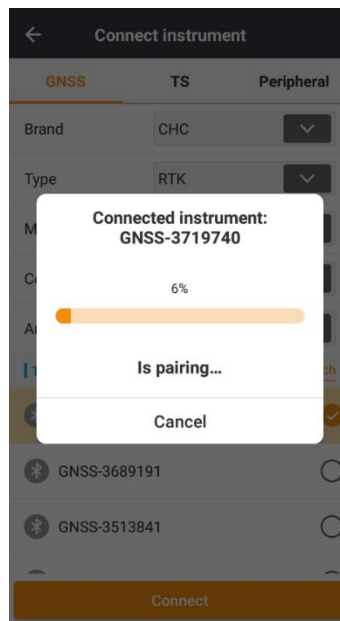 Connect instrument
GNSS TS Peripheral
Brand CHC
Type RTK
Connected instrument:
GNSS-3719740
6%
Is pairing...
Cancel
GNSS-3689191
GNSS-3513841
Connect